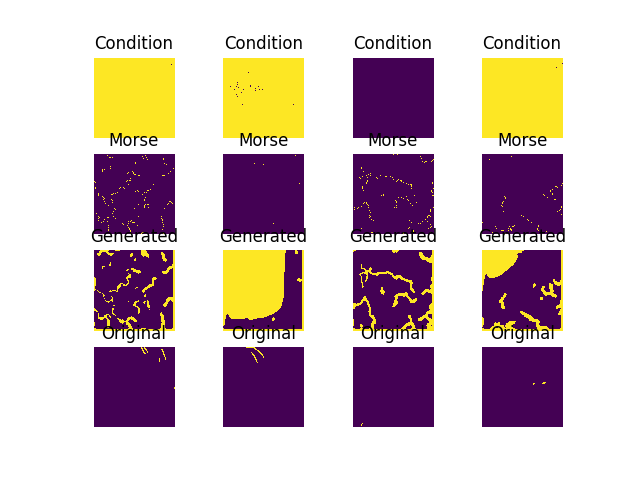 Condition Condition Condition Condition
Morse Morse Morse Morse
Generated Generated Generated Generated
Original Original Original Original